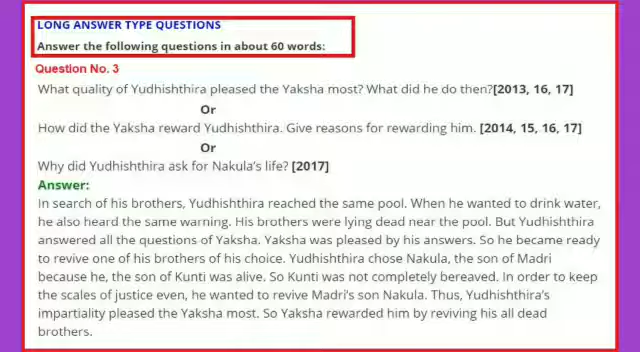 LONG ANSWER TYPE QUESTIONS
Answer the following questions in about 60 words:
Question No. 3
What quality of Yudhishthira pleased the Yaksha most? What did he do then?[2013, 16, 17]
Or
How did the Yaksha reward Yudhishthira. Give reasons for rewarding him. [2014, 15, 16, 17]
Or
Why did Yudhishthira ask for Nakula's life? [2017]
Answer:
In search of his brothers, Yudhishthira reached the same pool. When he wanted to drink water,
he also heard the same warning. His brothers were lying dead near the pool. But Yudhishthira
answered all the questions of Yaksha. Yaksha was pleased by his answers. So he became ready
to revive one of his brothers of his choice. Yudhishthira chose Nakula, the son of Madri
because he, the son of Kunti was alive. So Kunti was not completely bereaved. In order to keep
the scales of justice even, he wanted to revive Madri's son Nakula. Thus, Yudhishthira's
impartiality pleased the Yaksha most. So Yaksha rewarded him by reviving his all dead
brothers.